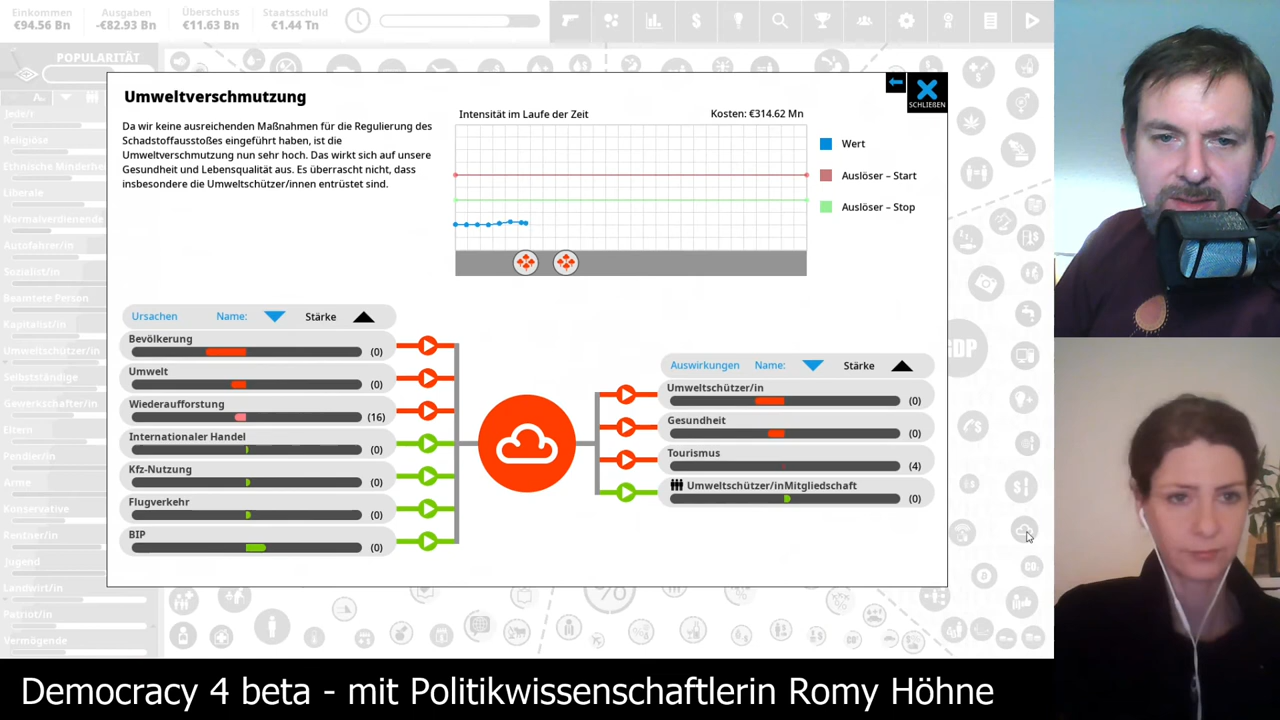 Einkommen
€94.56 Bn
Ausgaben
-€82.93 Bn
Überschuss
€11.63 Bn
Staatsschuld
€1.44 Tn
POPULARITÄT
Jede/r
Religiöse
Ethnische Minderhei
Liberale
Normalverdienende
Autofahrer/in
Sozialist/in
Beamtete Person
Kapitalist/in
Umweltschützer/in
Selbstständige
Gewerkschafter/in
Eltern
Pendler/in
Arme
Konservative
Rentner/in
Jugend
Landwirt/in
Patriot/in
Vermögende
GDP
Umweltverschmutzung
SCHLIEẞEN
Da wir keine ausreichenden Maßnahmen für die Regulierung des
Schadstoffausstoßes eingeführt haben, ist die
Umweltverschmutzung nun sehr hoch. Das wirkt sich auf unsere
Gesundheit und Lebensqualität aus. Es überrascht nicht, dass
insbesondere die Umweltschützer/innen entrüstet sind.
Intensität im Laufe der Zeit
Kosten: €314.62 Mn
Wert
Auslöser – Start
Auslöser – Stop
Ursachen Name: Stärke
Bevölkerung
(0)
Umwelt
(0)
Wiederaufforstung
(16)
Internationaler Handel
(0)
Kfz-Nutzung
(0)
Flugverkehr
(0)
BIP
(0)
Auswirkungen Name: Stärke
Umweltschützer/in
(0)
Gesundheit
(0)
Tourismus
(4)
Umweltschützer/inMitgliedschaft
(0)
Democracy 4 beta - mit Politikwissenschaftlerin Romy Höhne